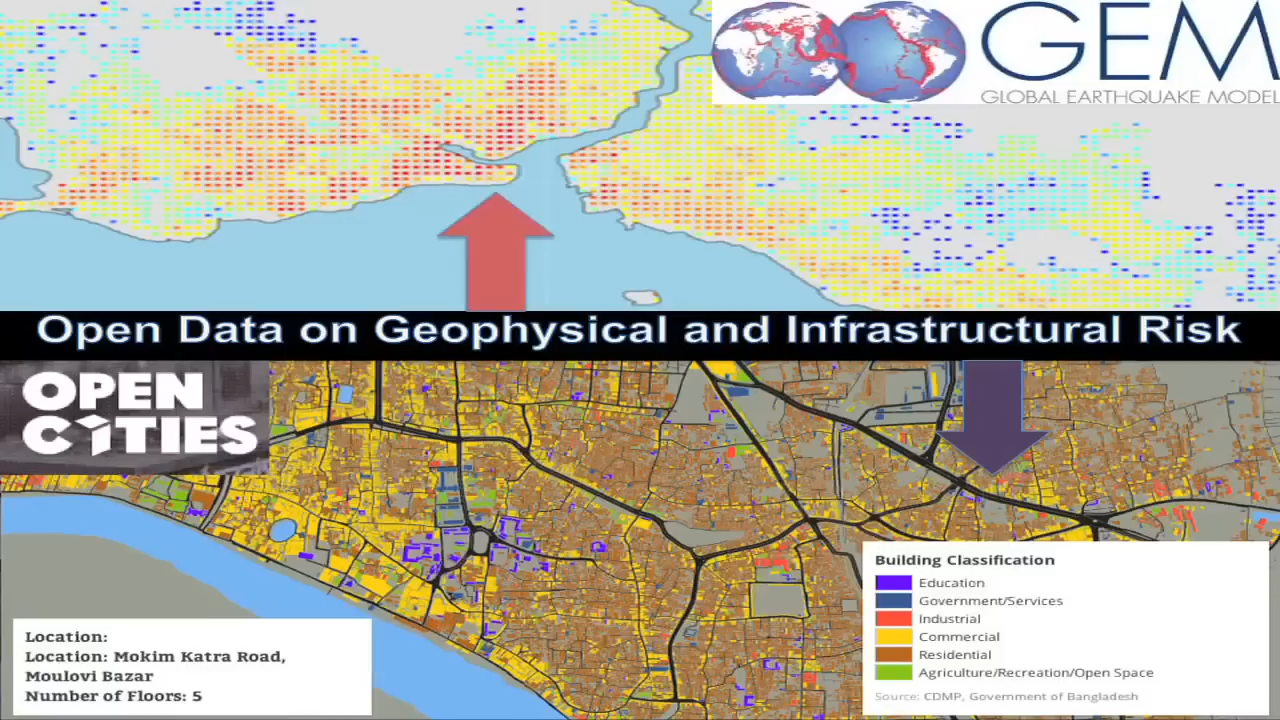 GEM
GLOBAL EARTHQUAKE MODEL
Open Data on Geophysical and Infrastructural Risk
OPEN
CITIES
Location:
Location: Mokim Katra Road,
Moulovi Bazar
Number of Floors: 5
Building Classification
Education
Government/Services
Industrial
Commercial
Residential
Agriculture/Recreation/Open Space
Source: CDMP, Government of Bangladesh